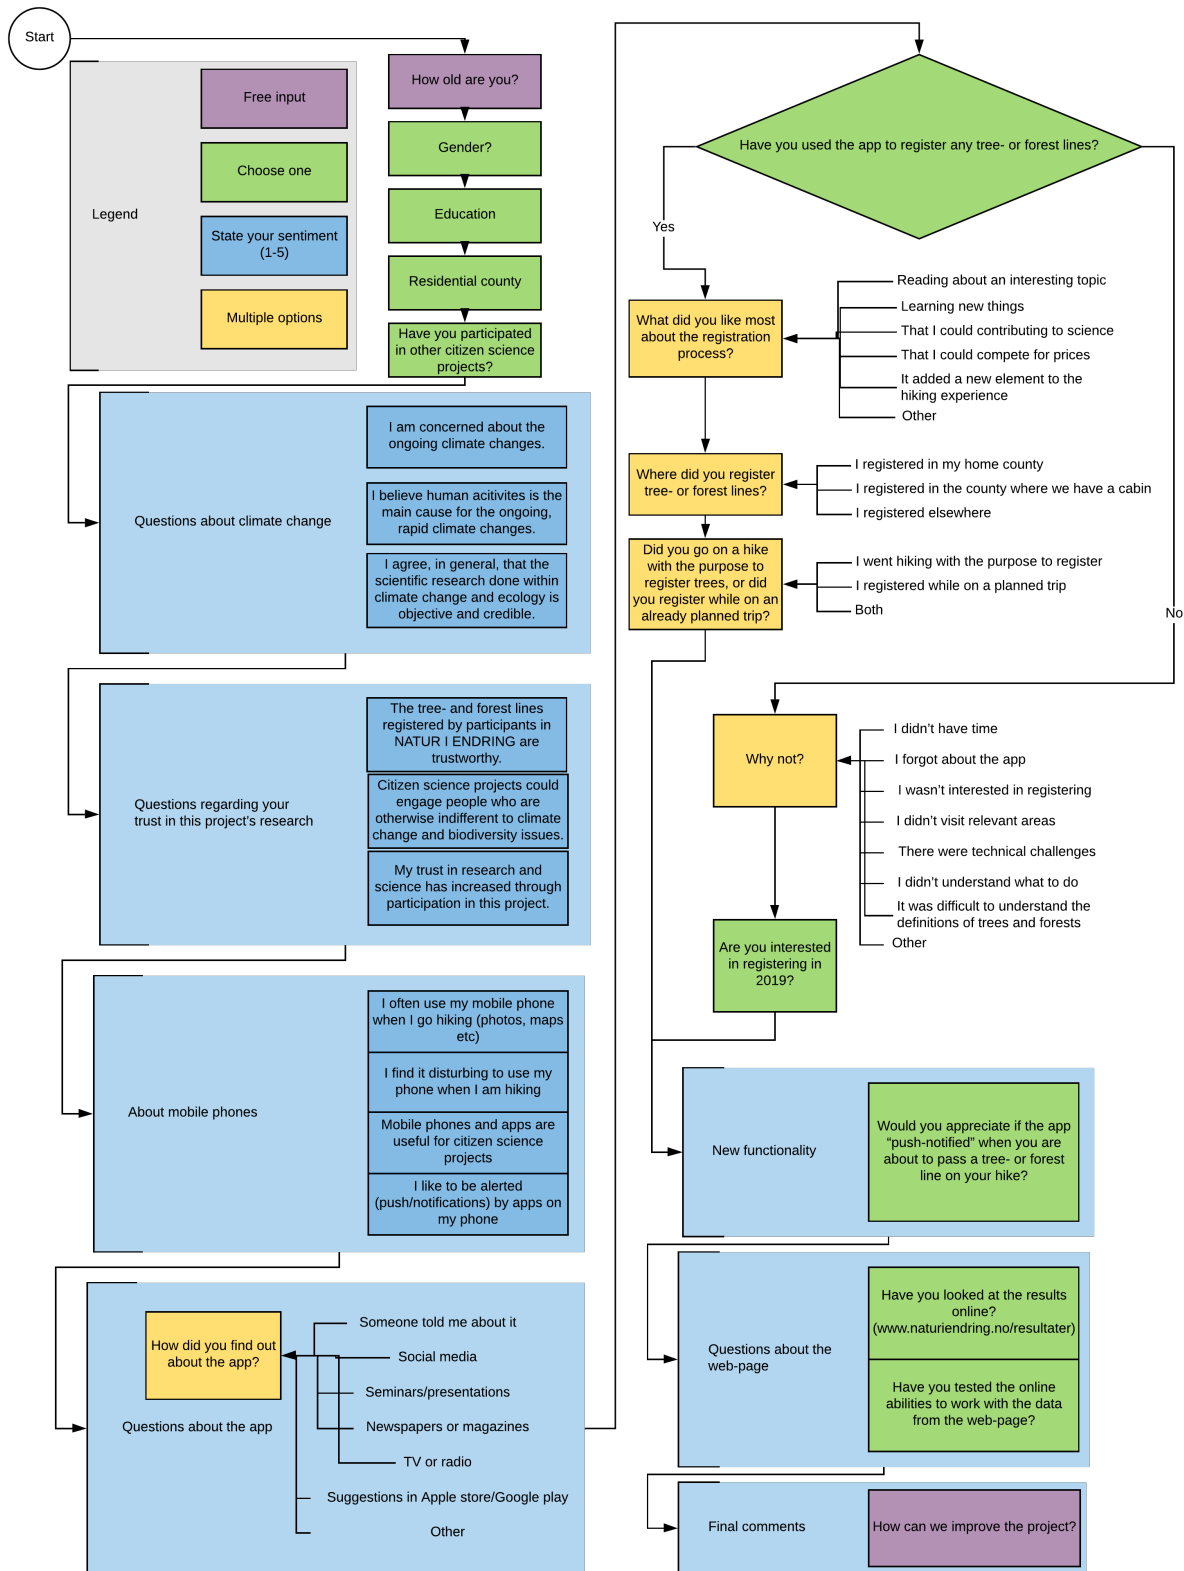 Start
Legend
Free input
Choose one
State your sentiment
(1-5)
Multiple options
How old are you?
Gender?
Education
Residential county
Have you participated
in other citizen science
projects?
Questions about climate change
I am concerned about the
ongoing climate changes.
I believe human acitivites is the
main cause for the ongoing,
rapid climate changes.
I agree, in general, that the
scientific research done within
climate change and ecology is
objective and credible.
Questions regarding your
trust in this project's research
The tree- and forest lines
registered by participants in
NATUR I ENDRING are
trustworthy.
Citizen science projects could
engage people who are
otherwise indifferent to climate
change and biodiversity issues.
My trust in research and
science has increased through
participation in this project.
About mobile phones
I often use my mobile phone
when I go hiking (photos, maps
etc)
I find it disturbing to use my
phone when I am hiking
Mobile phones and apps are
useful for citizen science
projects
I like to be alerted
(push/notifications) by apps on
my phone
How did you find out
about the app?
Questions about the app
Someone told me about it
Social media
Seminars/presentations
Newspapers or magazines
TV or radio
Suggestions in Apple store/Google play
Other
Have you used the app to register any tree- or forest lines?
Yes
No
What did you like most
about the registration
process?
Reading about an interesting topic
Learning new things
That I could contributing to science
That I could compete for prices
It added a new element to the
hiking experience
Other
Where did you register
tree- or forest lines?
I registered in my home county
I registered in the county where we have a cabin
I registered elsewhere
Did you go on a hike
with the purpose to
register trees, or did
you register while on an
already planned trip?
I went hiking with the purpose to register
I registered while on a planned trip
Both
Why not?
I didn't have time
I forgot about the app
I wasn't interested in registering
I didn't visit relevant areas
There were technical challenges
I didn't understand what to do
It was difficult to understand the
definitions of trees and forests
Other
Are you interested
in registering in
2019?
New functionality
Would you appreciate if the app
“push-notified” when you are
about to pass a tree- or forest
line on your hike?
Questions about the
web-page
Have you looked at the results
online?
(www.naturiendring.no/resultater)
Have you tested the online
abilities to work with the data
from the web-page?
Final comments
How can we improve the project?